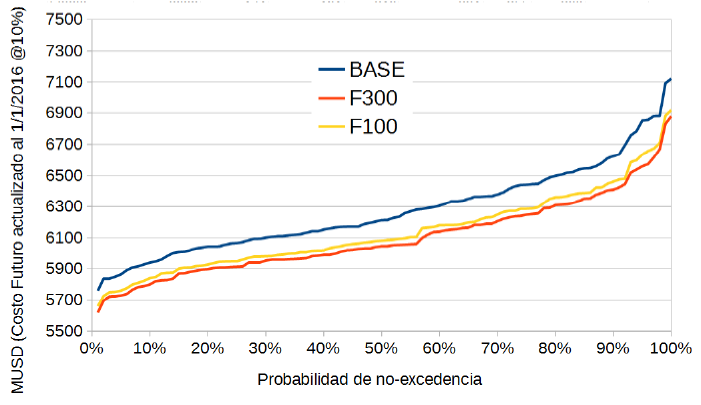 7500
7300
7100
6900
6700
6500
6300
6100
5900
5700
5500
MUSD (Costo Futuro actualizado al 1/1/2016 @10%)
BASE
F300
F100
0% 10% 20% 30% 40% 50% 60% 70% 80% 90% 100%
Probabilidad de no-excedencia